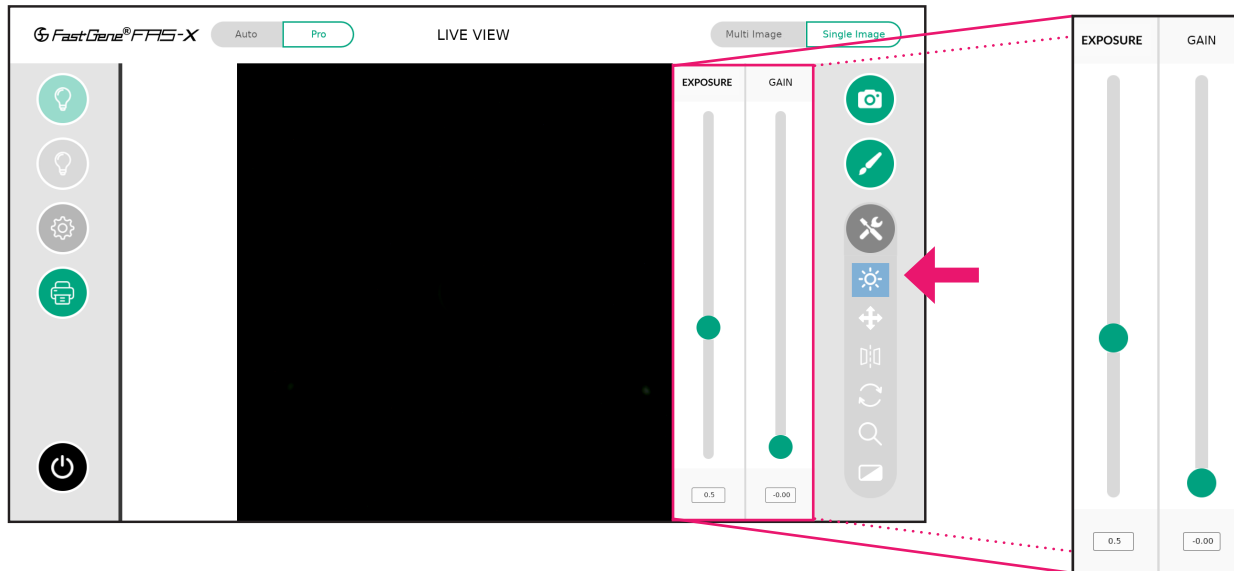 FastGene® FAS-X
Auto
Pro
LIVE VIEW
Multi Image
Single Image
EXPOSURE
GAIN
0.5
-0.00
EXPOSURE
GAIN
0.5
-0.00